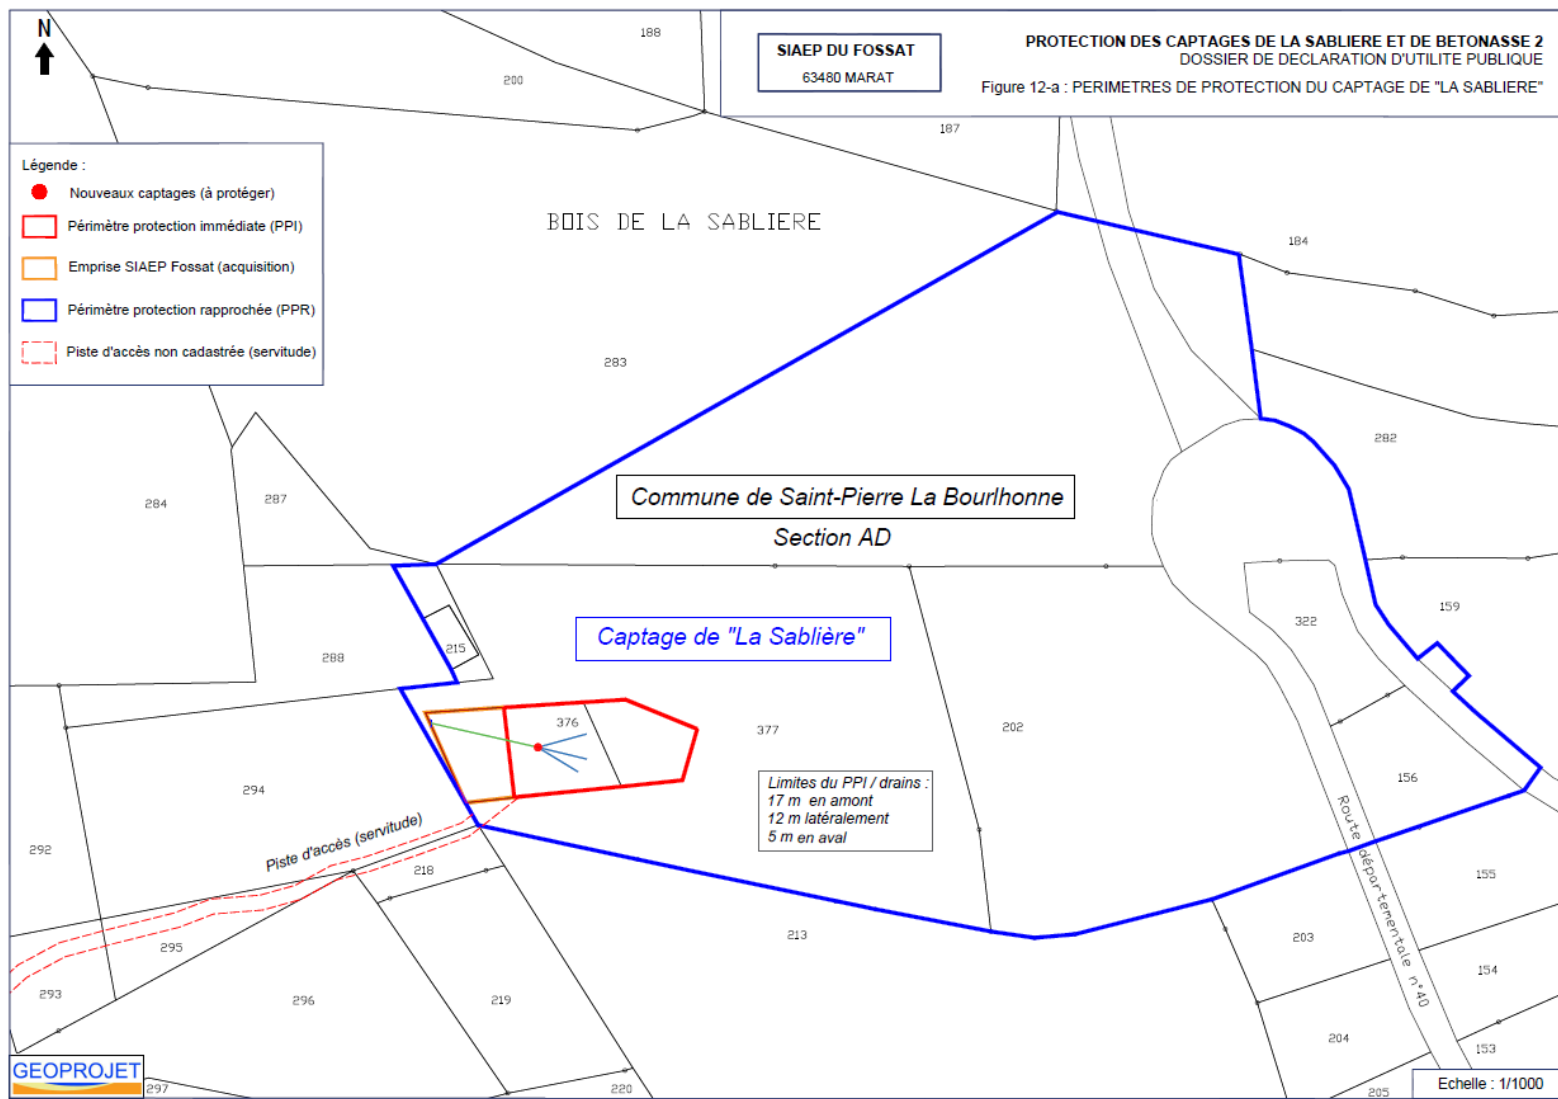 N
188
200
SIAEP DU FOSSAT
63480 MARAT
PROTECTION DES CAPTAGES DE LA SABLIERE ET DE BETONASSE 2
DOSSIER DE DECLARATION D'UTILITE PUBLIQUE
Figure 12-a : PERIMETRES DE PROTECTION DU CAPTAGE DE "LA SABLIERE"
187
Légende :
Nouveaux captages (à protéger)
Périmètre protection immédiate (PPI)
Emprise SIAEP Fossat (acquisition)
Périmètre protection rapprochée (PPR)
Piste d'accès non cadastrée (servitude)
BOIS DE LA SABLIERE
184
283
282
284
287
Commune de Saint-Pierre La Bourlhonne
Section AD
159
322
Captage de "La Sablière"
215
288
376
377
202
294
156
Limites du PPI / drains :
17 m en amont
12 m latéralement
5 m en aval
Route départementale n°40
Piste d'accès (servitude)
292
218
155
213
203
295
293
296
219
154
204
153
GEOPROJET
297
220
205
Echelle : 1/1000